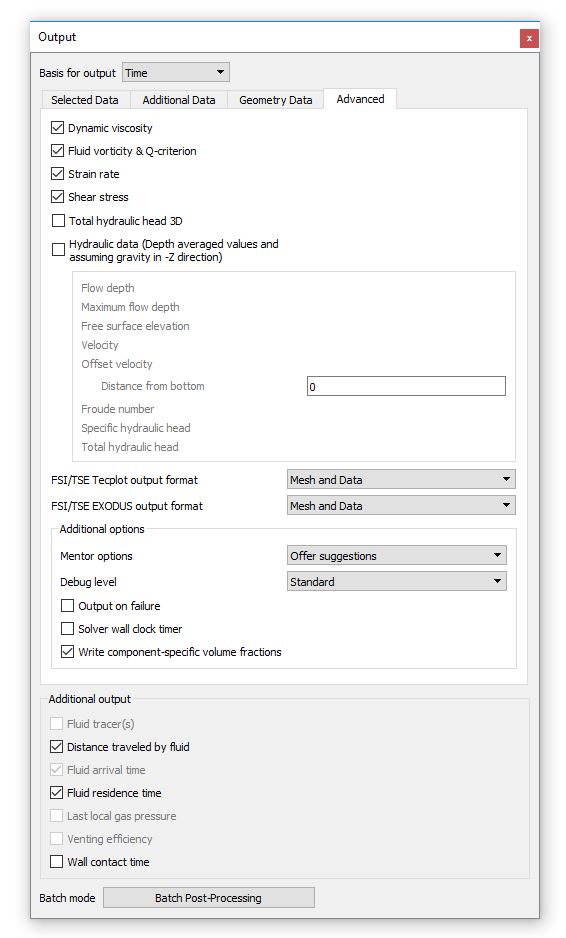 Output
x
Basis for output Time
Selected Data Additional Data Geometry Data Advanced
Dynamic viscosity
Fluid vorticity & Q-criterion
Strain rate
Shear stress
Total hydraulic head 3D
Hydraulic data (Depth averaged values and
assuming gravity in -Z direction)
Flow depth
Maximum flow depth
Free surface elevation
Velocity
Offset velocity
Distance from bottom 0
Froude number
Specific hydraulic head
Total hydraulic head
FSI/TSE Tecplot output format Mesh and Data
FSI/TSE EXODUS output format Mesh and Data
Additional options
Mentor options Offer suggestions
Debug level Standard
Output on failure
Solver wall clock timer
Write component-specific volume fractions
Additional output
Fluid tracer(s)
Distance traveled by fluid
Fluid arrival time
Fluid residence time
Last local gas pressure
Venting efficiency
Wall contact time
Batch mode Batch Post-Processing